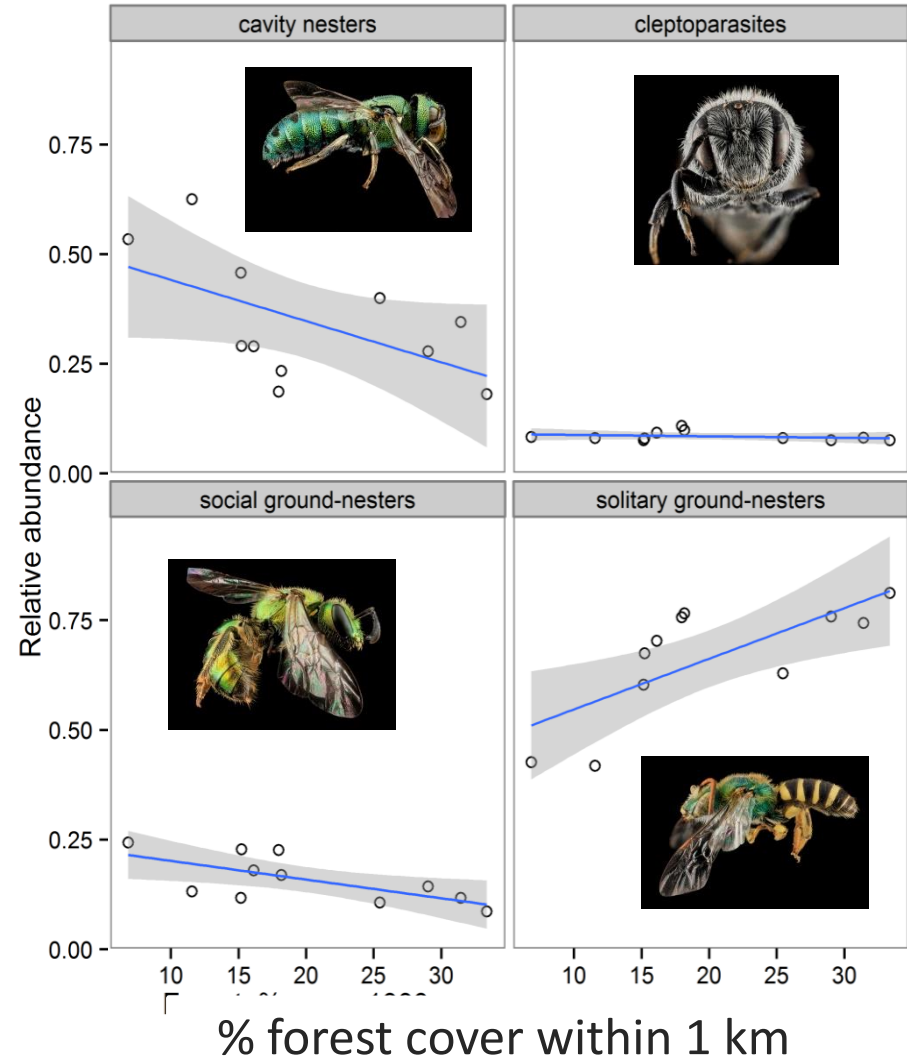 cavity nesters
cleptoparasites
0.75
0.50
0.25
0.00
Relative abundance
social ground-nesters
solitary ground-nesters
0.75
0.50
0.25
0.00
10 15 20 25 30
10 15 20 25 30
% forest cover within 1 km